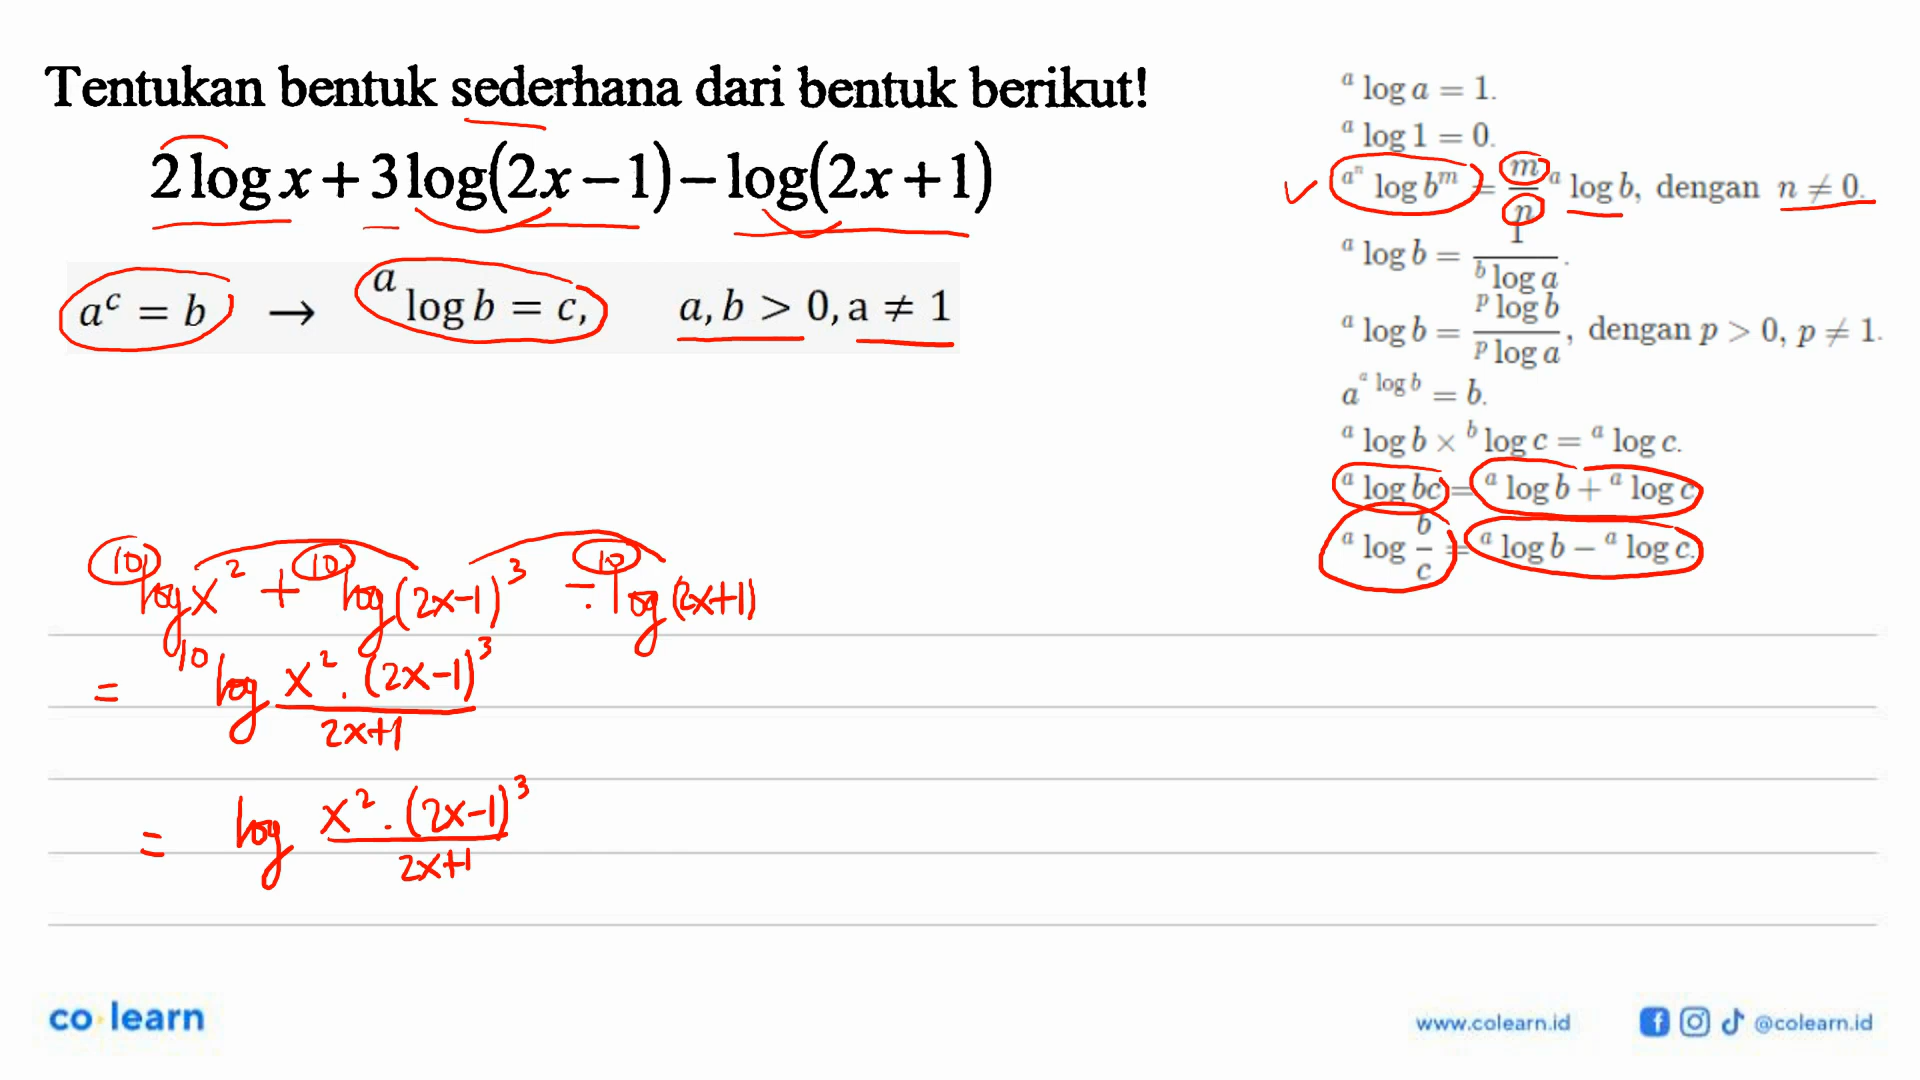 Tentukan bentuk sederhana dari bentuk berikut!
2 log x + 3 log(2x − 1) − log(2x + 1)
a^c = b → ^a log b = c, a, b > 0, a ≠ 1
^a log a = 1.
^a log 1 = 0.
^(a^n) log b^m = m/n ^a log b, dengan n ≠ 0.
^a log b = 1/(^b log a).
^a log b = (^p log b)/(^p log a), dengan p > 0, p ≠ 1.
a^(^a log b) = b.
^a log b × ^b log c = ^a log c.
^a log bc = ^a log b + ^a log c
^a log b/c = ^a log b − ^a log c.
^10 log x^2 + ^10 log (2x−1)^3 − ^10 log (2x+1)
= ^10 log (x^2 . (2x−1)^3)/(2x+1)
= log (x^2 . (2x−1)^3)/(2x+1)
co learn
www.colearn.id
@colearn.id